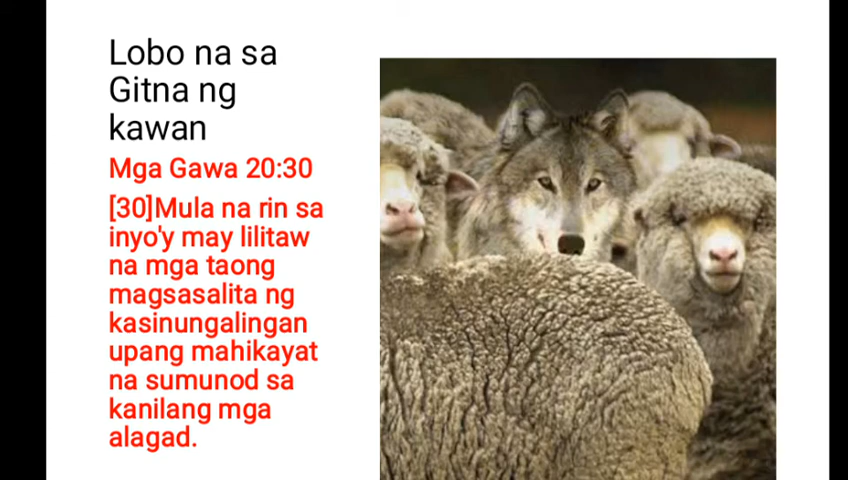 Lobo na sa
Gitna ng
kawan
Mga Gawa 20:30
[30]Mula na rin sa
inyo'y may lilitaw
na mga taong
magsasalita ng
kasinungalingan
upang mahikayat
na sumunod sa
kanilang mga
alagad.